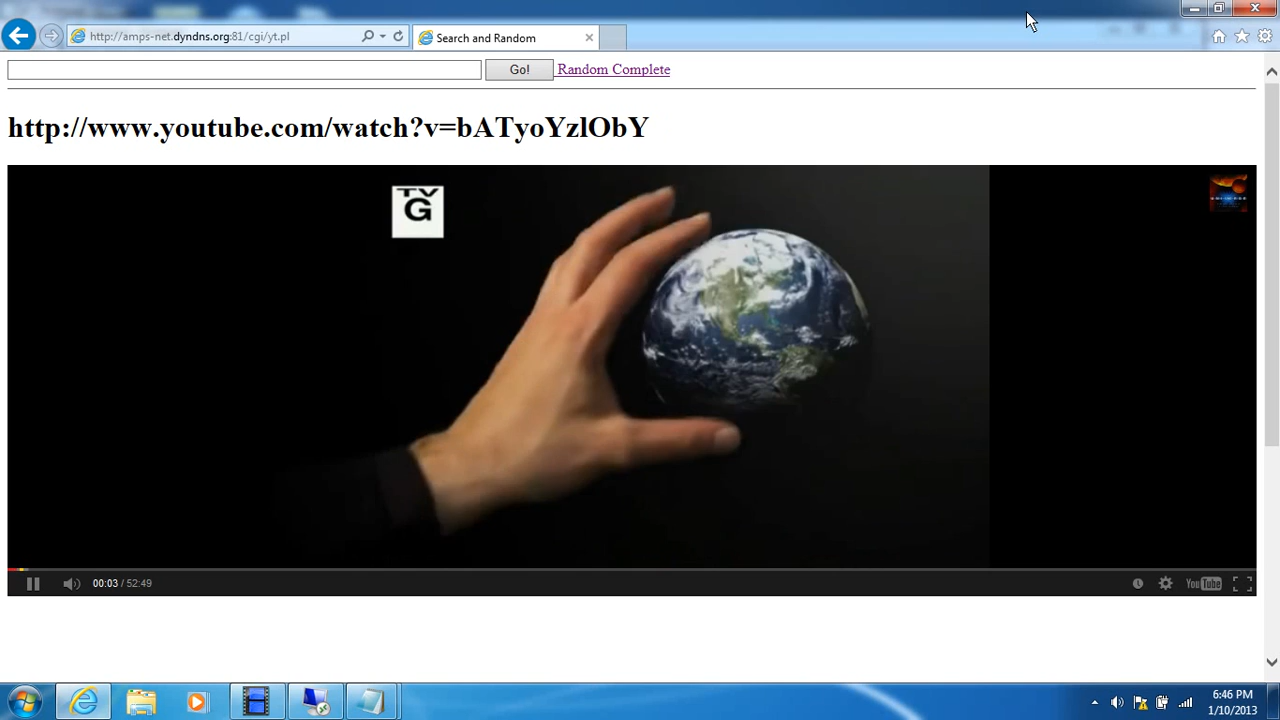 http://amps-net.dyndns.org:81/cgi/yt.pl
Search and Random
Go!
Random Complete
http://www.youtube.com/watch?v=bATyoYzlObY
TV
G
00:03 / 52:49
YouTube
6:46 PM
1/10/2013